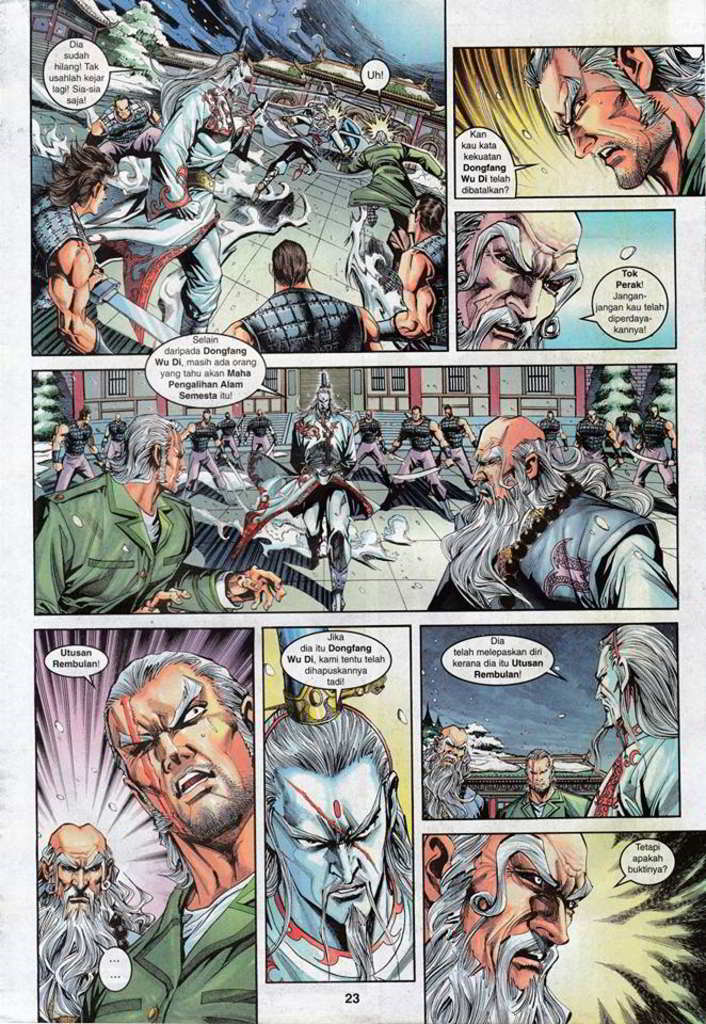 Dia
sudah
hilang! Tak
usahlah kejar
lagi! Sia-sia
saja!
Uh!
Kan
kau kata
kekuatan
Dongfang
Wu Di telah
dibatalkan?
Tok
Perak!
Jangan-
jangan kau telah
diperdaya-
kannya!
Selain
daripada Dongfang
Wu Di, masih ada orang
yang tahu akan Maha
Pengalihan Alam
Semesta itu!
Utusan
Rembulan!
...
...
Jika
dia itu Dongfang
Wu Di, kami tentu telah
dihapuskannya
tadi!
Dia
telah melepaskan diri
kerana dia itu Utusan
Rembulan!
Tetapi
apakah
buktinya?
23